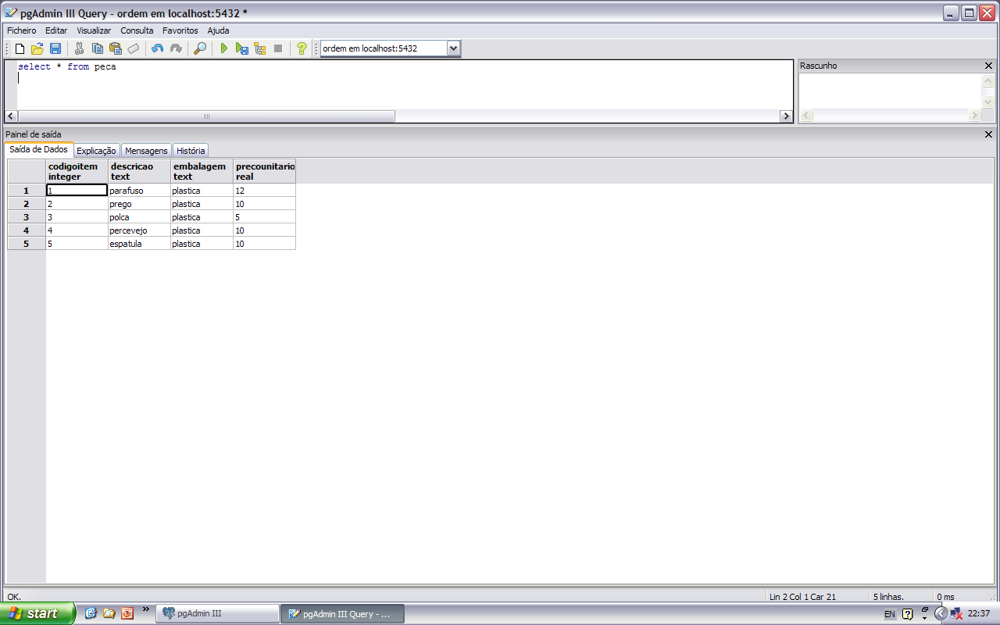 pgAdmin III Query - ordem em localhost:5432 *
Ficheiro Editar Visualizar Consulta Favoritos Ajuda
ordem em localhost:5432
select * from peca
Rascunho
Painel de saída
Saída de Dados Explicação Mensagens História
codigoitem descricao embalagem precounitario
integer text text real
1 1 parafuso plastica 12
2 2 prego plastica 10
3 3 polca plastica 5
4 4 percevejo plastica 10
5 5 espatula plastica 10
OK. Lin 2 Col 1 Car 21 5 linhas. 0 ms
start pgAdmin III pgAdmin III Query - ... EN 22:37